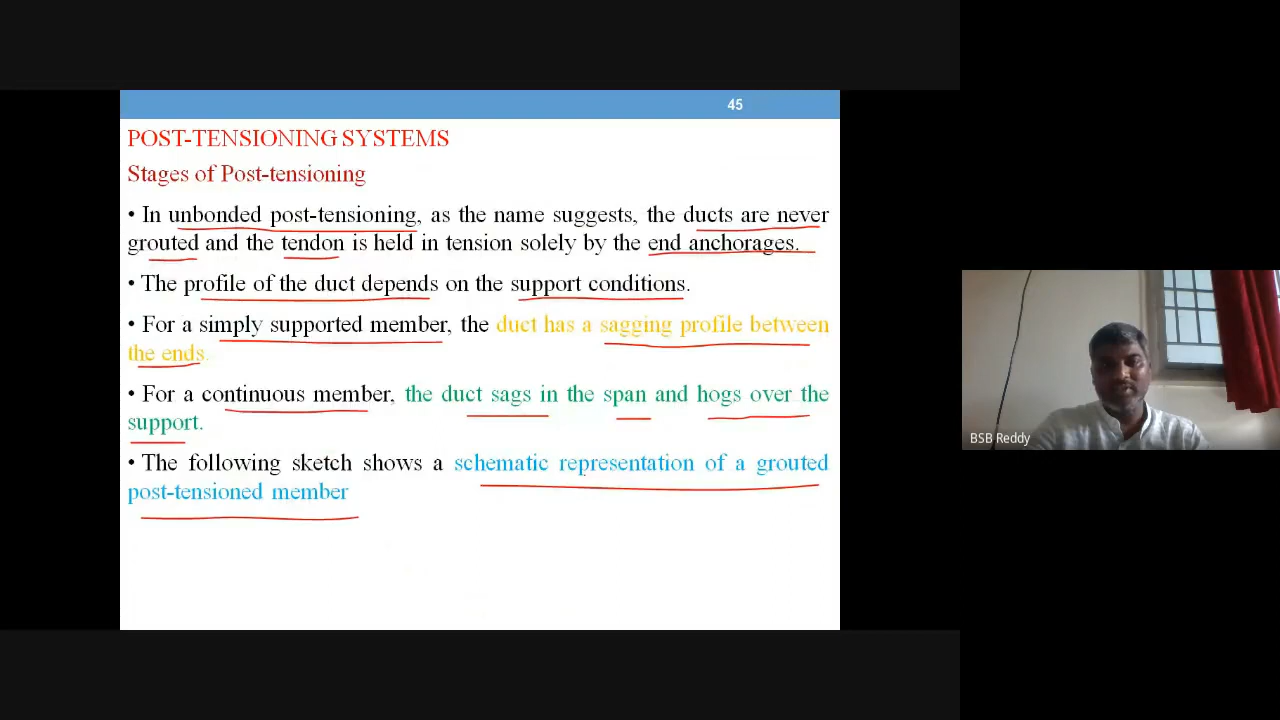 45
POST-TENSIONING SYSTEMS
Stages of Post-tensioning
• In unbonded post-tensioning, as the name suggests, the ducts are never
grouted and the tendon is held in tension solely by the end anchorages.
• The profile of the duct depends on the support conditions.
• For a simply supported member, the duct has a sagging profile between
the ends.
• For a continuous member, the duct sags in the span and hogs over the
support.
• The following sketch shows a schematic representation of a grouted
post-tensioned member
BSB Reddy